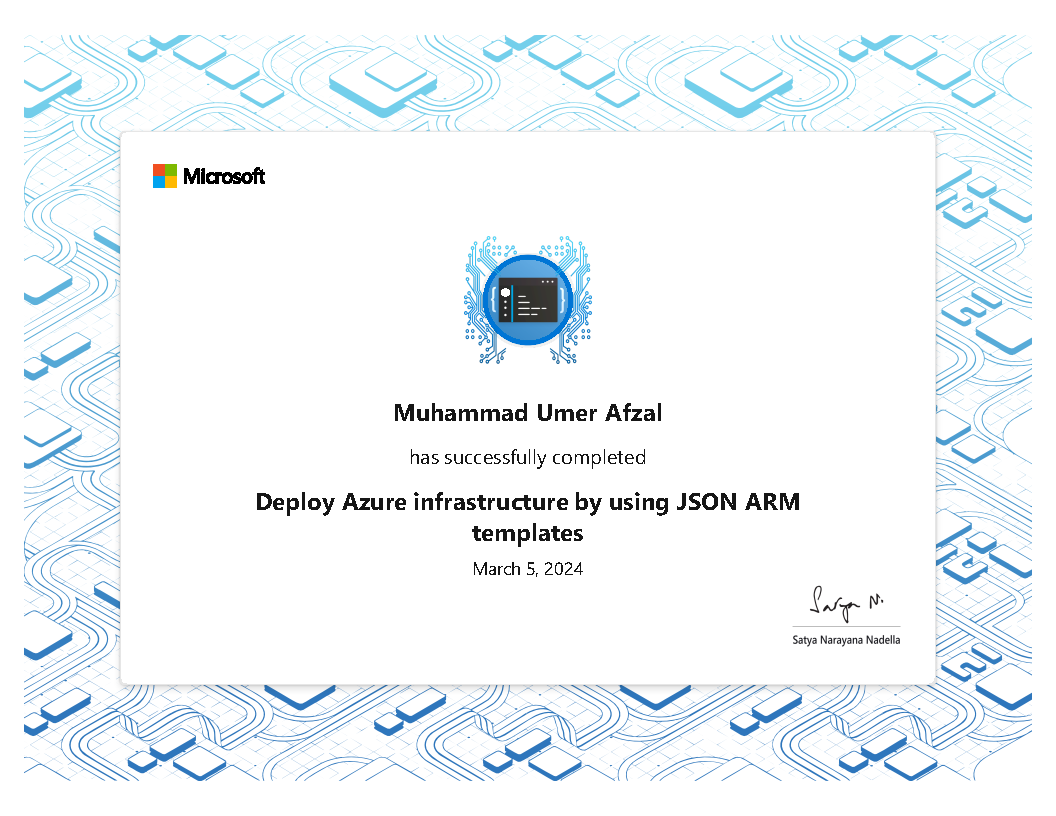 Microsoft
Muhammad Umer Afzal
has successfully completed
Deploy Azure infrastructure by using JSON ARM
templates
March 5, 2024
Satya N.
Satya Narayana Nadella